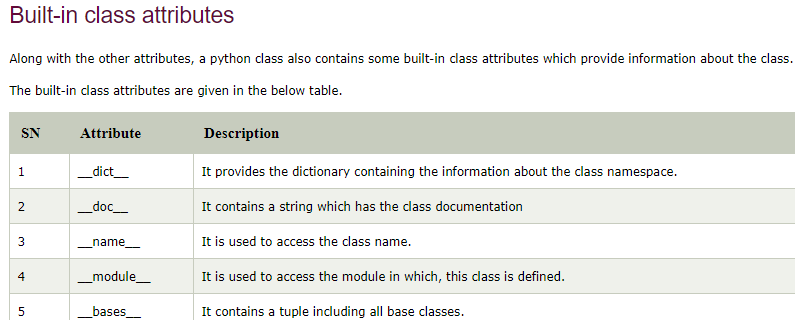 Built-in class attributes
Along with the other attributes, a python class also contains some built-in class attributes which provide information about the class.
The built-in class attributes are given in the below table.
SN Attribute Description
1 __dict__ It provides the dictionary containing the information about the class namespace.
2 __doc__ It contains a string which has the class documentation
3 __name__ It is used to access the class name.
4 __module__ It is used to access the module in which, this class is defined.
5 __bases__ It contains a tuple including all base classes.